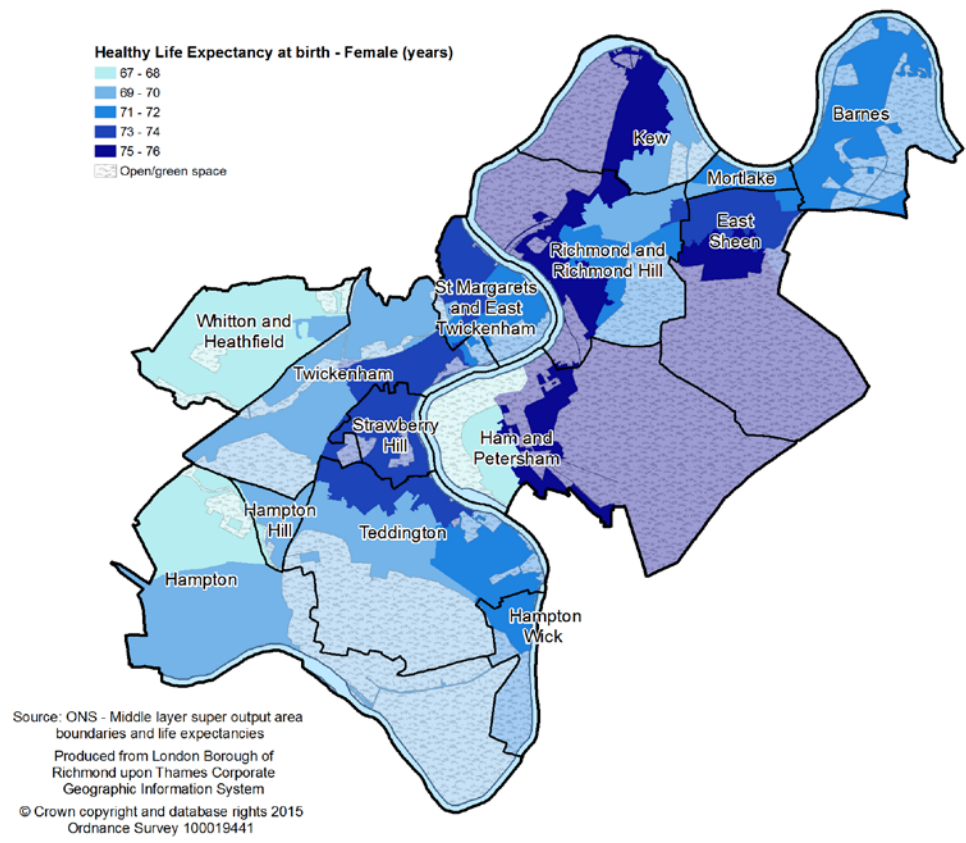 Healthy Life Expectancy at birth - Female (years)
67 - 68
69 - 70
71 - 72
73 - 74
75 - 76
Open/green space
Barnes
Kew
Mortlake
East
Sheen
Richmond and
Richmond Hill
St Margarets
and East
Twickenham
Whitton and
Heathfield
Twickenham
Strawberry
Hill
Ham and
Petersham
Hampton
Hill
Teddington
Hampton
Hampton
Wick
Source: ONS - Middle layer super output area
boundaries and life expectancies
Produced from London Borough of
Richmond upon Thames Corporate
Geographic Information System
© Crown copyright and database rights 2015
Ordnance Survey 100019441